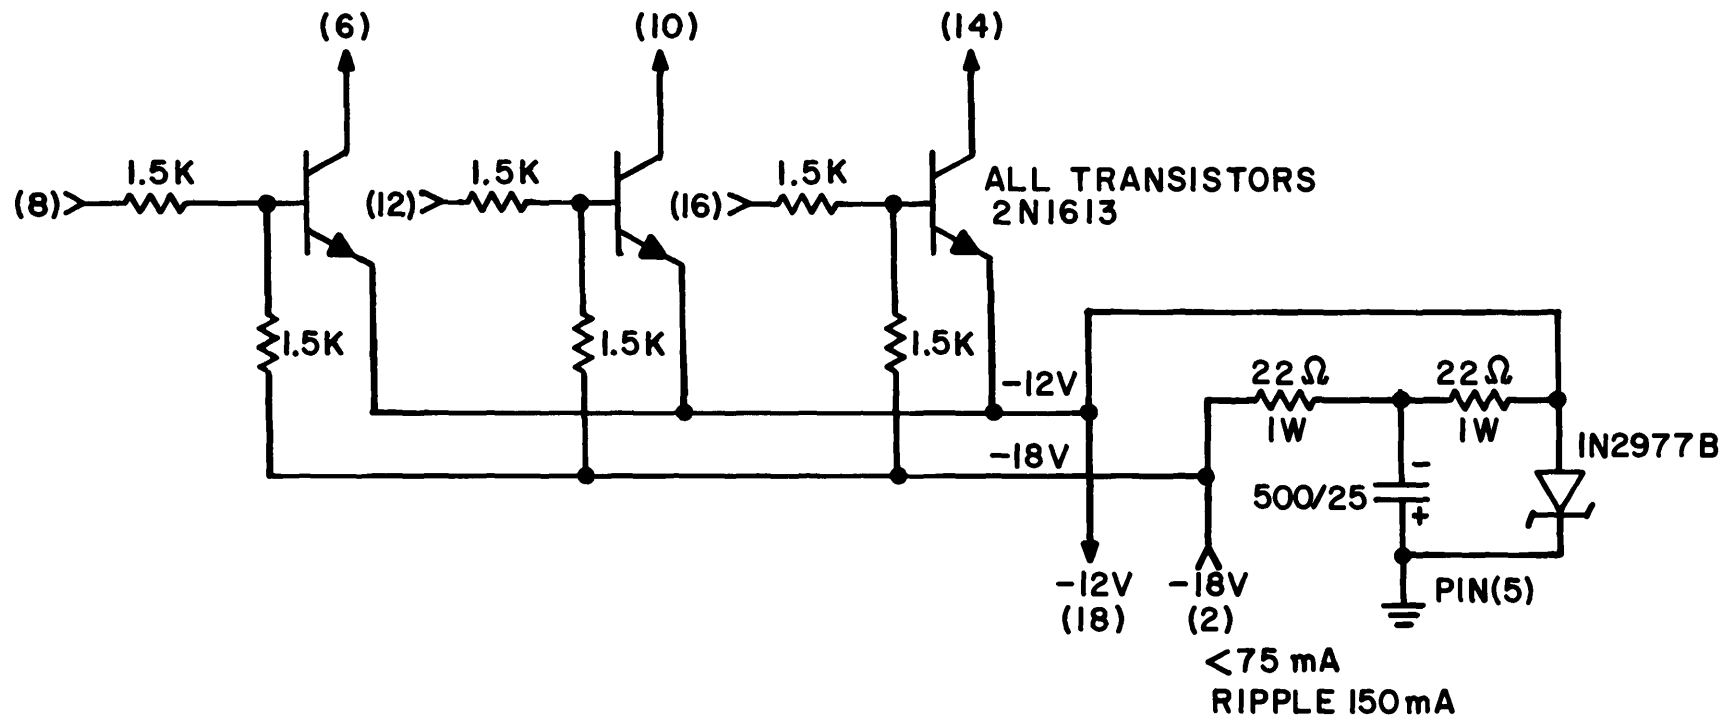 (6)
(10)
(14)
1.5K
1.5K
1.5K
ALL TRANSISTORS
2N1613
(8)
(12)
(16)
1.5K
1.5K
1.5K
-12V
-18V
22Ω
1W
22Ω
1W
1N2977B
500/25
-
+
PIN(5)
-12V
(18)
-18V
(2)
<75 mA
RIPPLE 150mA